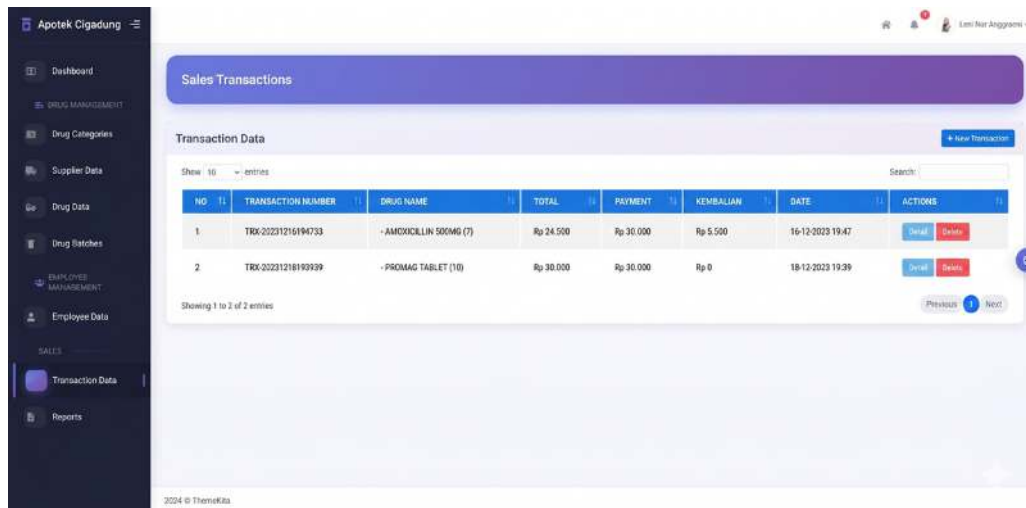 Apotek Cigadung
Leni Nur Anggraeni
Dashboard
DRUG MANAGEMENT
Drug Categories
Supplier Data
Drug Data
Drug Batches
EMPLOYEE
MANAGEMENT
Employee Data
SALES
Transaction Data
Reports
Sales Transactions
Transaction Data
+ New Transaction
Show 10 entries
Search:
NO TRANSACTION NUMBER DRUG NAME TOTAL PAYMENT KEMBALIAN DATE ACTIONS
1 TRX-20231216194733 - AMOXICILLIN 500MG (7) Rp 24.500 Rp 30.000 Rp 5.500 16-12-2023 19:47 Detail Delete
2 TRX-20231218193939 - PROMAG TABLET (10) Rp 30.000 Rp 30.000 Rp 0 18-12-2023 19:39 Detail Delete
Showing 1 to 2 of 2 entries
Previous 1 Next
2024 © ThemeKita